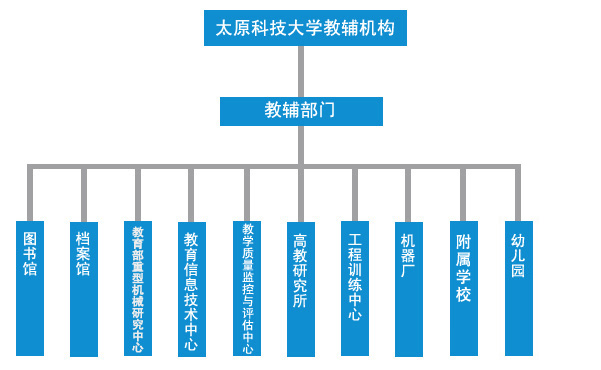 太原科技大学教辅机构
教辅部门
图书馆
档案馆
教育部重型机械研究中心
教育信息技术中心
教学质量监控与评估中心
高教研究所
工程训练中心
机器厂
附属学校
幼儿园